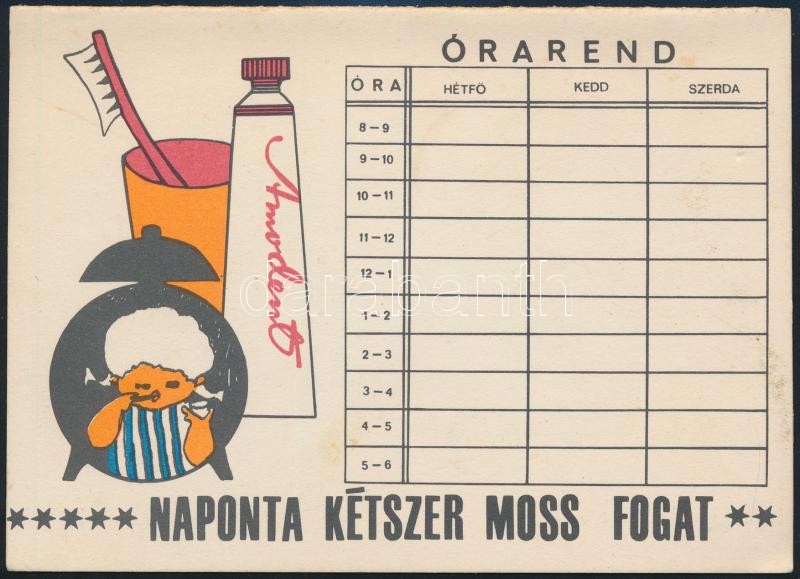 ÓRAREND
ÓRA HÉTFŐ KEDD SZERDA
8–9
9–10
10–11
11–12
12–1
1–2
2–3
3–4
4–5
5–6
Amodent
darabanth
★★★★★ NAPONTA KÉTSZER MOSS FOGAT ★★